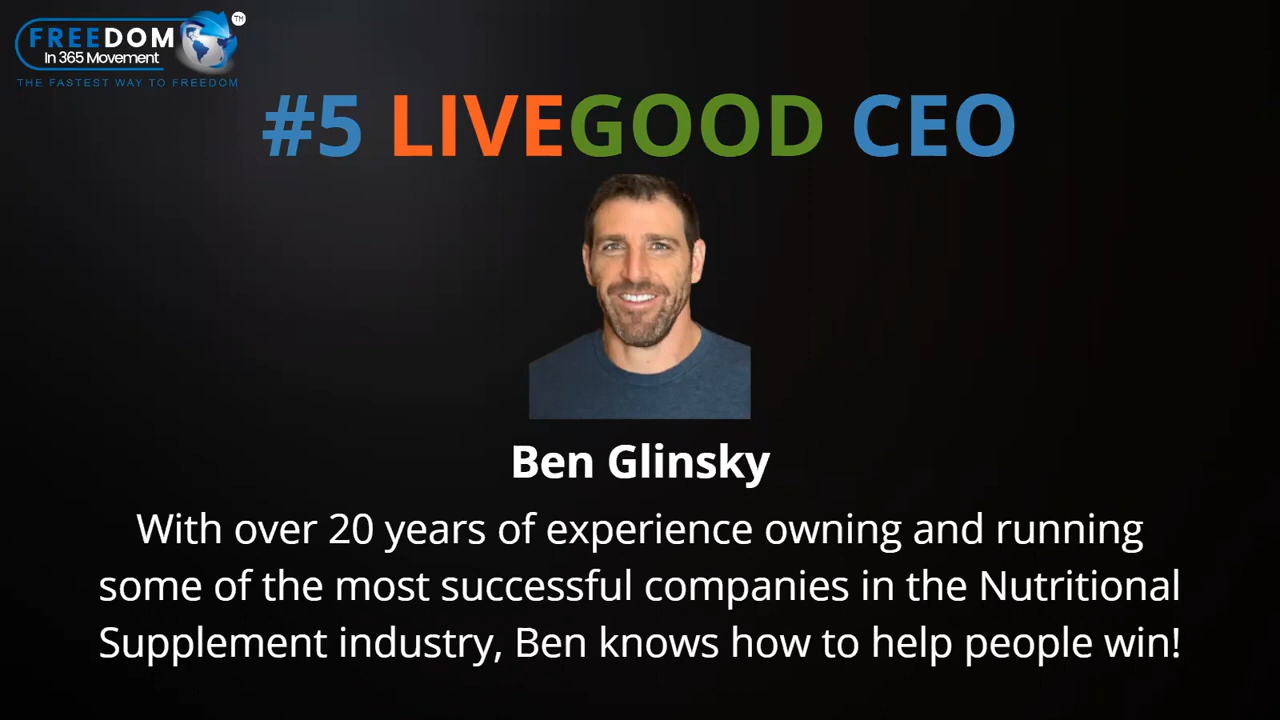 FREEDOM
TM
In 365 Movement
THE FASTEST WAY TO FREEDOM
#5 LIVEGOOD CEO
Ben Glinsky
With over 20 years of experience owning and running
some of the most successful companies in the Nutritional
Supplement industry, Ben knows how to help people win!